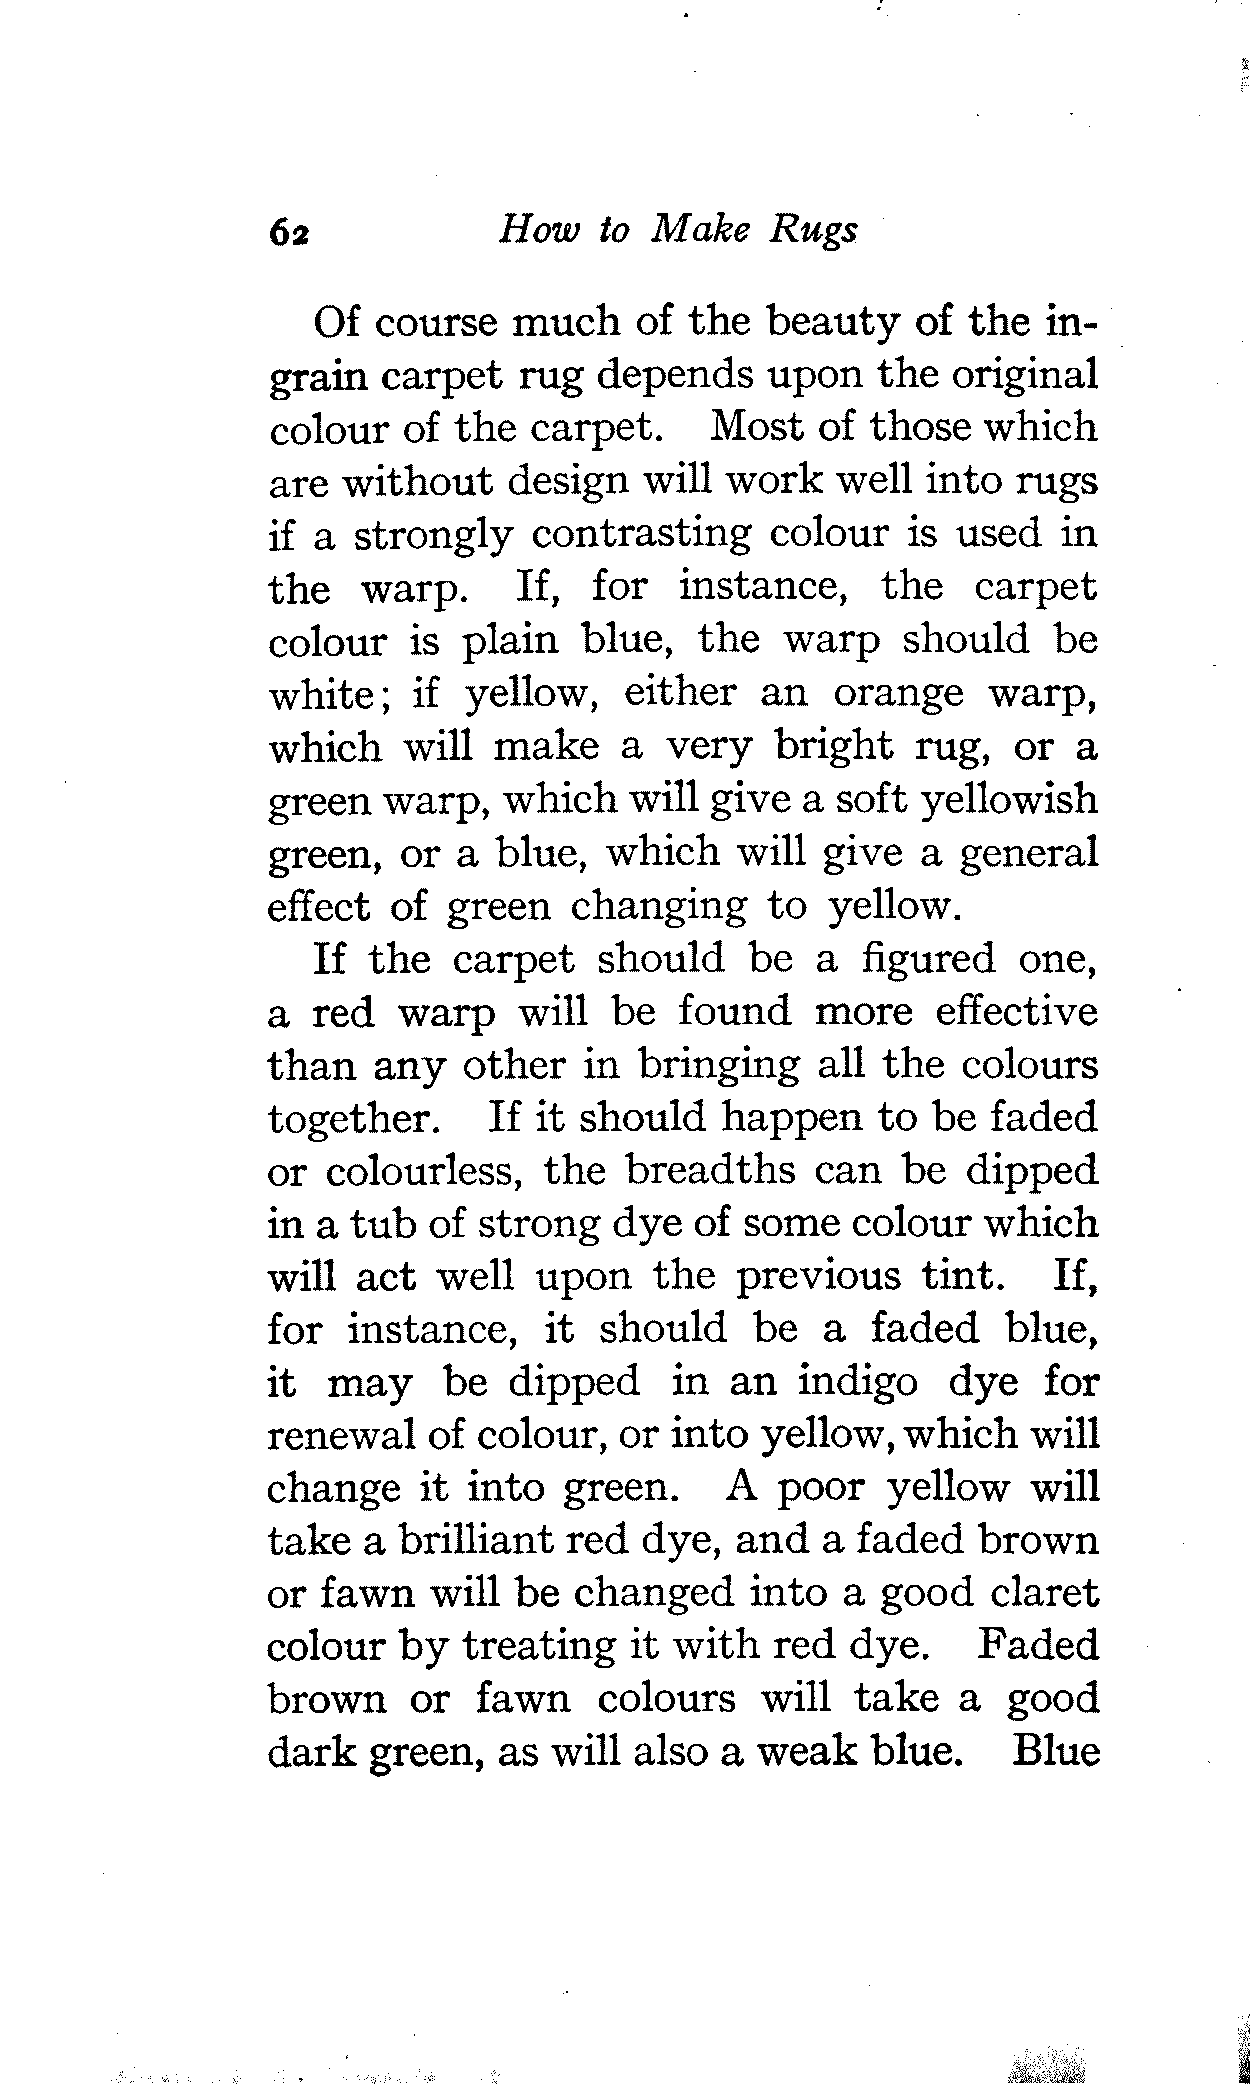 62 How to Make Rugs
Of course much of the beauty of the in-
grain carpet rug depends upon the original
colour of the carpet. Most of those which
are without design will work well into rugs
if a strongly contrasting colour is used in
the warp. If, for instance, the carpet
colour is plain blue, the warp should be
white; if yellow, either an orange warp,
which will make a very bright rug, or a
green warp, which will give a soft yellowish
green, or a blue, which will give a general
effect of green changing to yellow.
If the carpet should be a figured one,
a red warp will be found more effective
than any other in bringing all the colours
together. If it should happen to be faded
or colourless, the breadths can be dipped
in a tub of strong dye of some colour which
will act well upon the previous tint. If,
for instance, it should be a faded blue,
it may be dipped in an indigo dye for
renewal of colour, or into yellow, which will
change it into green. A poor yellow will
take a brilliant red dye, and a faded brown
or fawn will be changed into a good claret
colour by treating it with red dye. Faded
brown or fawn colours will take a good
dark green, as will also a weak blue. Blue